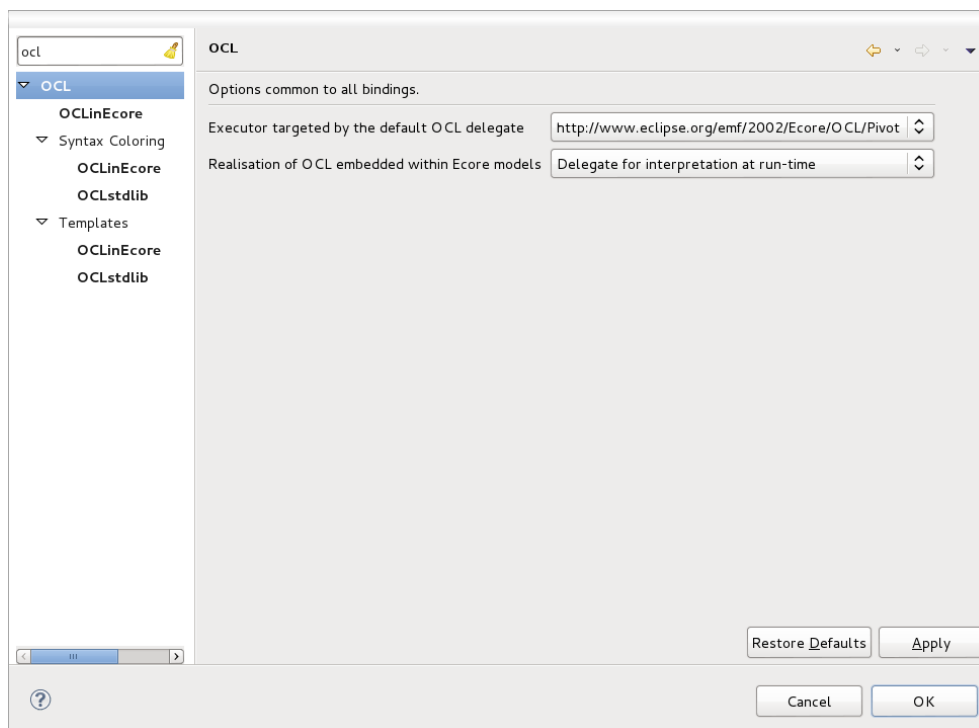 ocl
OCL
OCLinEcore
Syntax Coloring
OCLinEcore
OCLstdlib
Templates
OCLinEcore
OCLstdlib
OCL
Options common to all bindings.
Executor targeted by the default OCL delegate http://www.eclipse.org/emf/2002/Ecore/OCL/Pivot
Realisation of OCL embedded within Ecore models Delegate for interpretation at run-time
Restore Defaults Apply
? Cancel OK